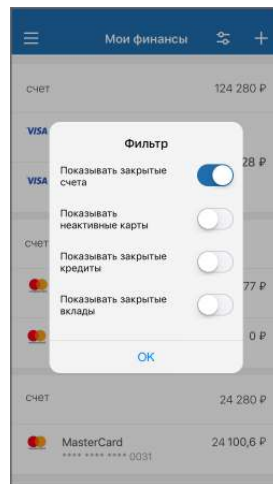 Мои финансы
счет 124 280 ₽
VISA
28 ₽
VISA
Фильтр
Показывать закрытые
счета
Показывать
неактивные карты
счет
Показывать закрытые
кредиты
77 ₽
Показывать закрытые
вклады
0 ₽
OK
счет 24 280 ₽
MasterCard 24 100,6 ₽
**** **** **** 0031